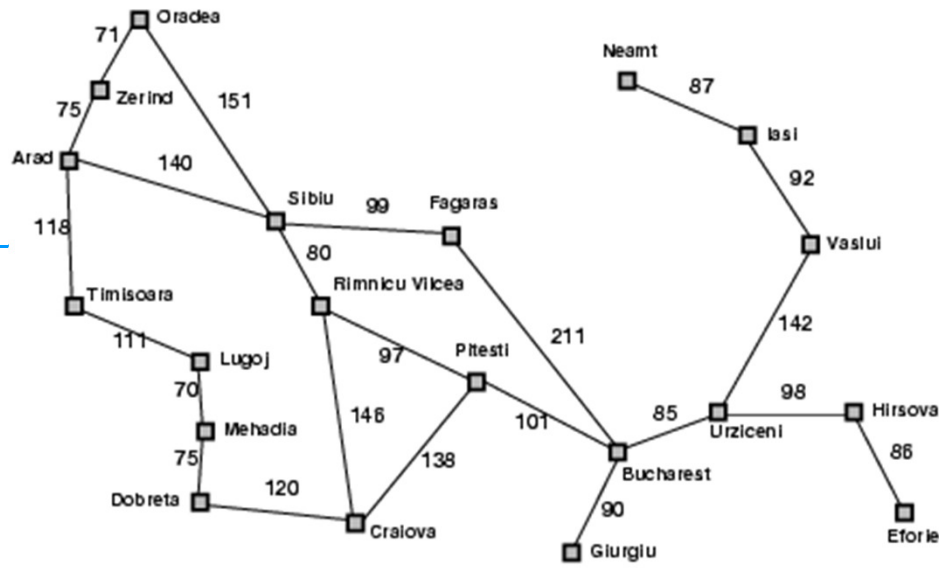 Oradea
71
Neamt
87
Zerind
151
75
Iasi
Arad
140
92
Sibiu
99
Fagaras
118
80
Vaslui
Rimnicu Vilcea
Timisoara
142
111
211
Lugoj
97
Pitesti
70
98
146
101
85
Hirsova
Mehadia
Urziceni
75
138
86
Bucharest
120
Dobreta
90
Craiova
Eforie
Giurgiu